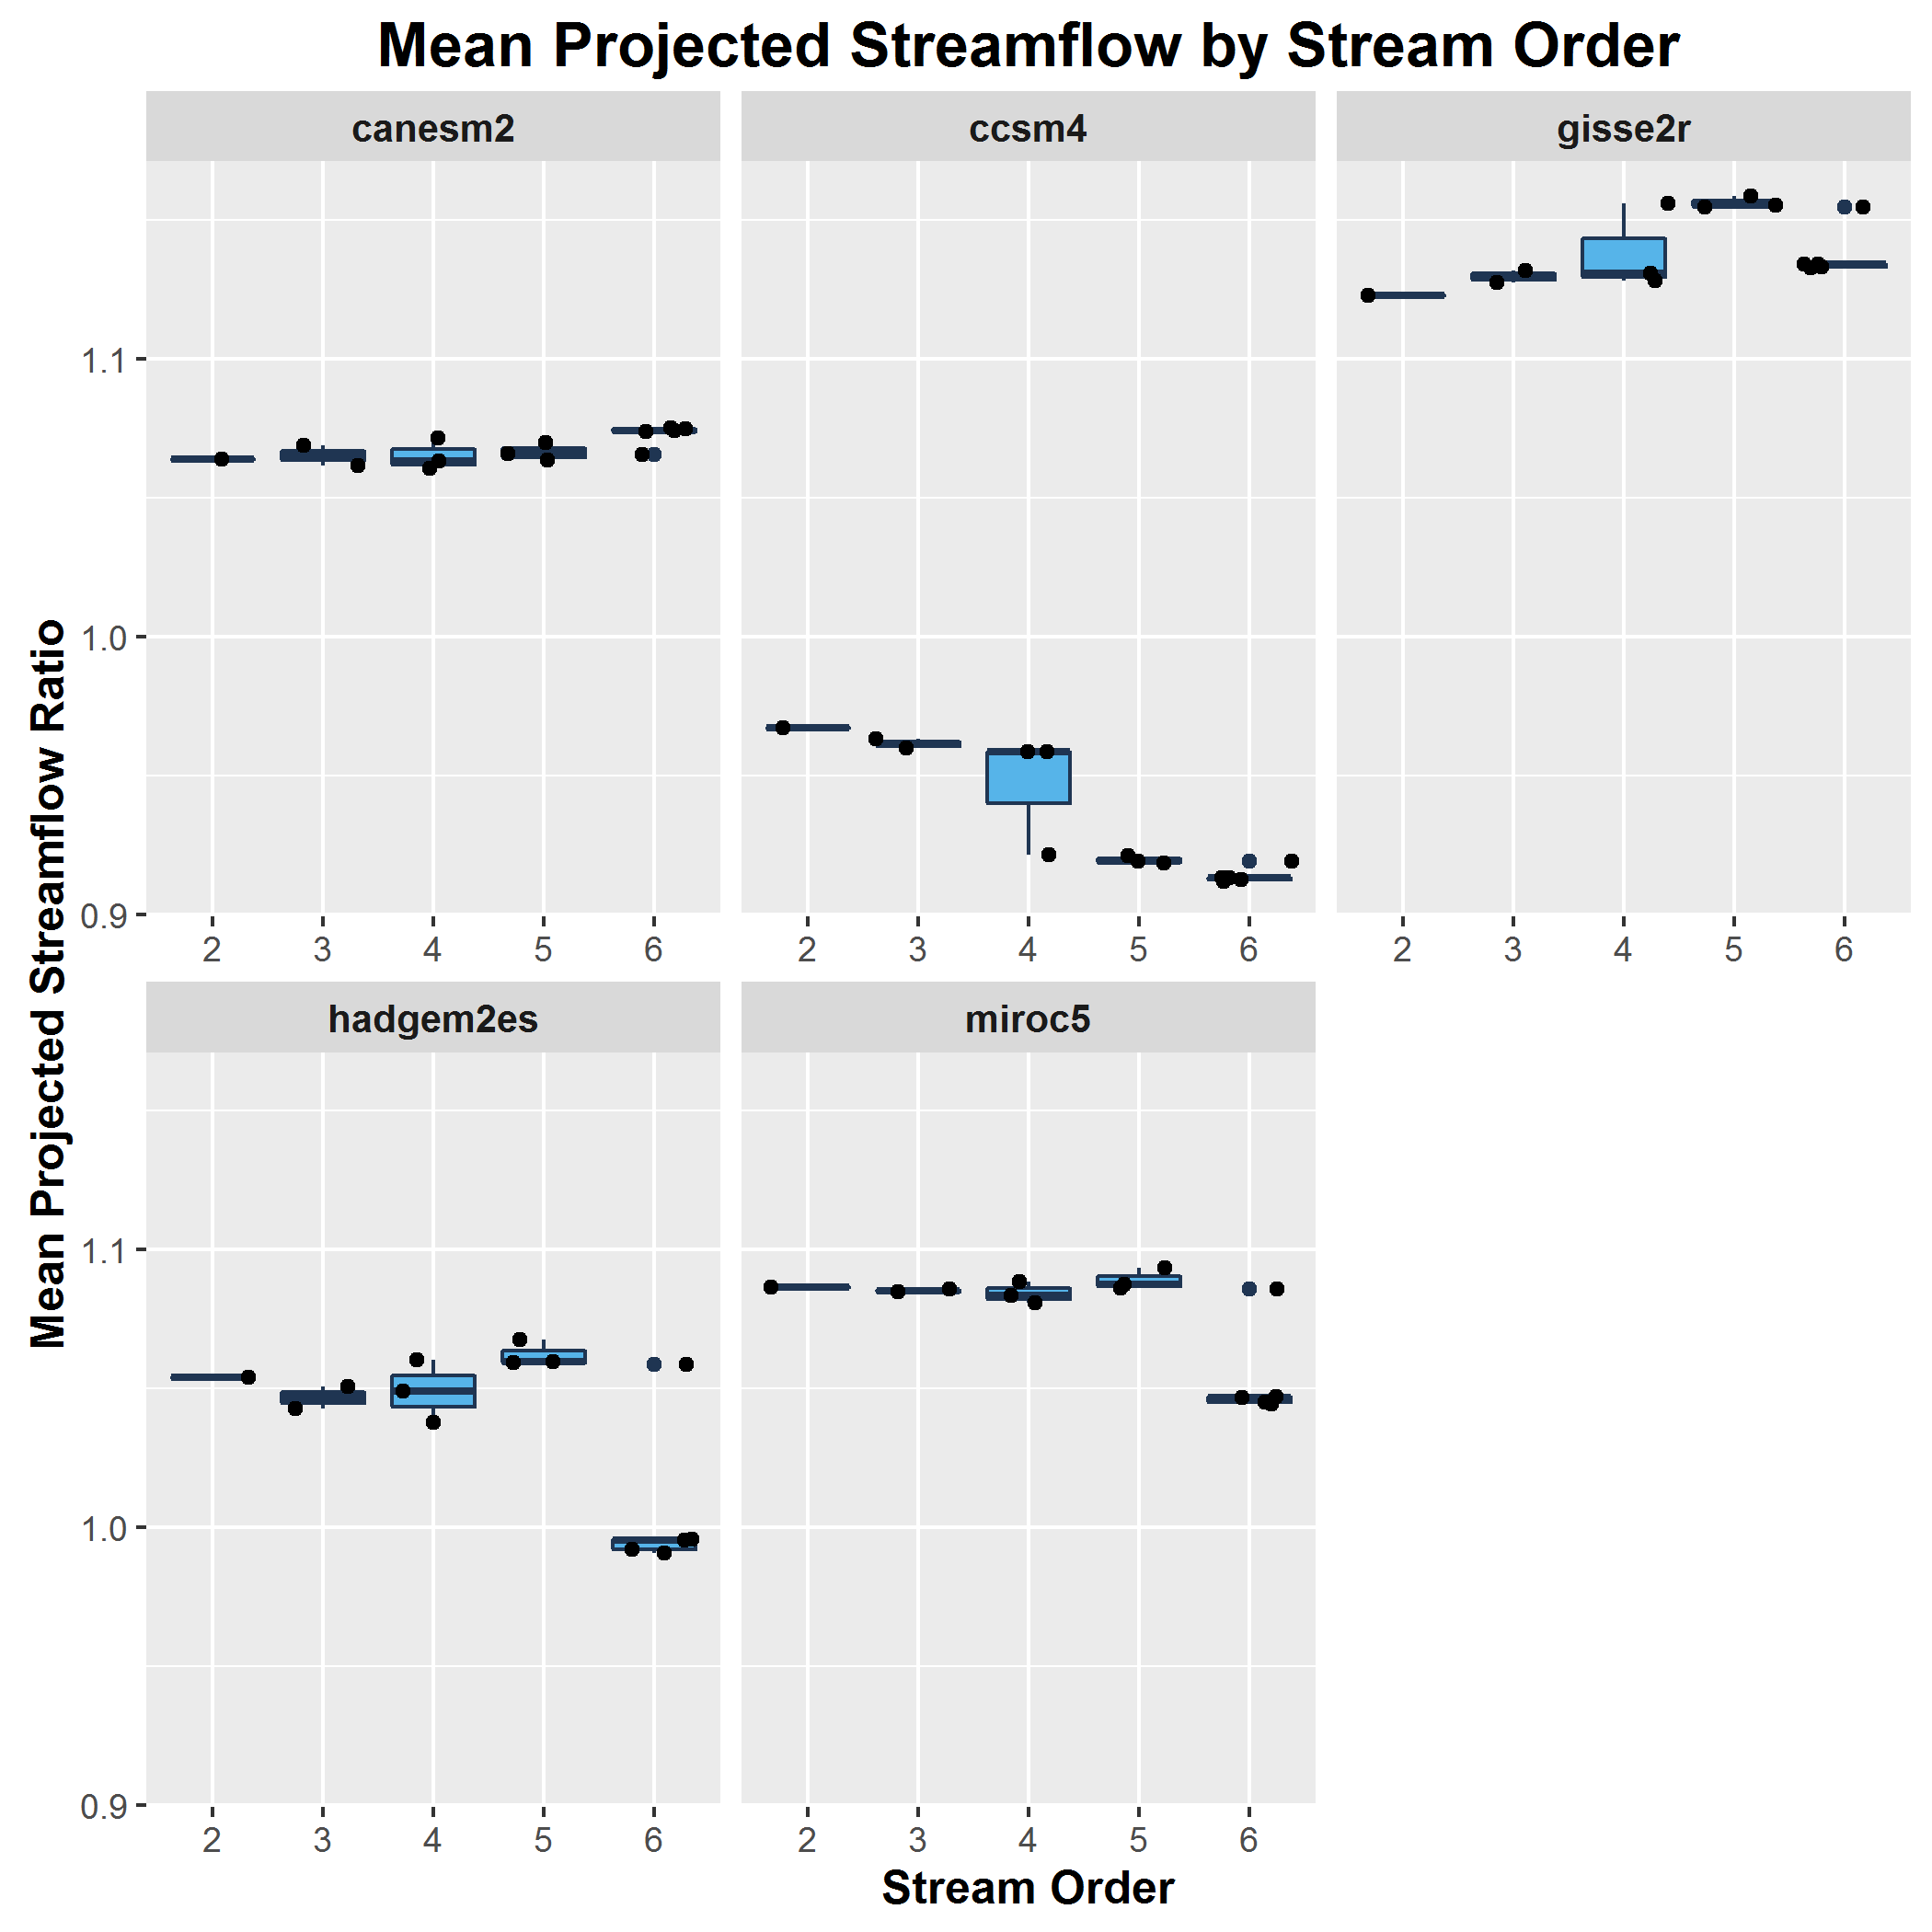 Mean Projected Streamflow by Stream Order
canesm2 ccsm4 gisse2r
1.1
1.0
0.9
2 3 4 5 6 2 3 4 5 6 2 3 4 5 6
Mean Projected Streamflow Ratio
hadgem2es miroc5
1.1
1.0
0.9
2 3 4 5 6 2 3 4 5 6
Stream Order